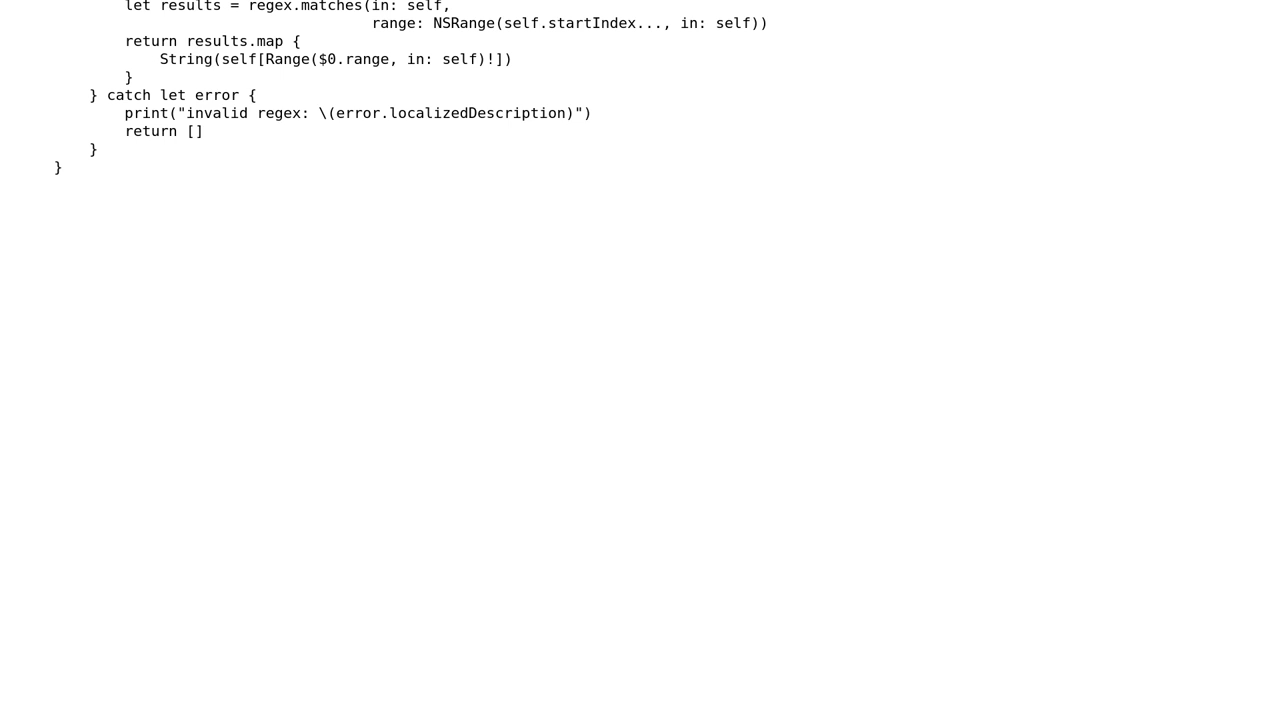 let results = regex.matches(in: self,
                                        range: NSRange(self.startIndex..., in: self))
            return results.map {
                String(self[Range($0.range, in: self)!])
            }
        } catch let error {
            print("invalid regex: \(error.localizedDescription)")
            return []
        }
    }